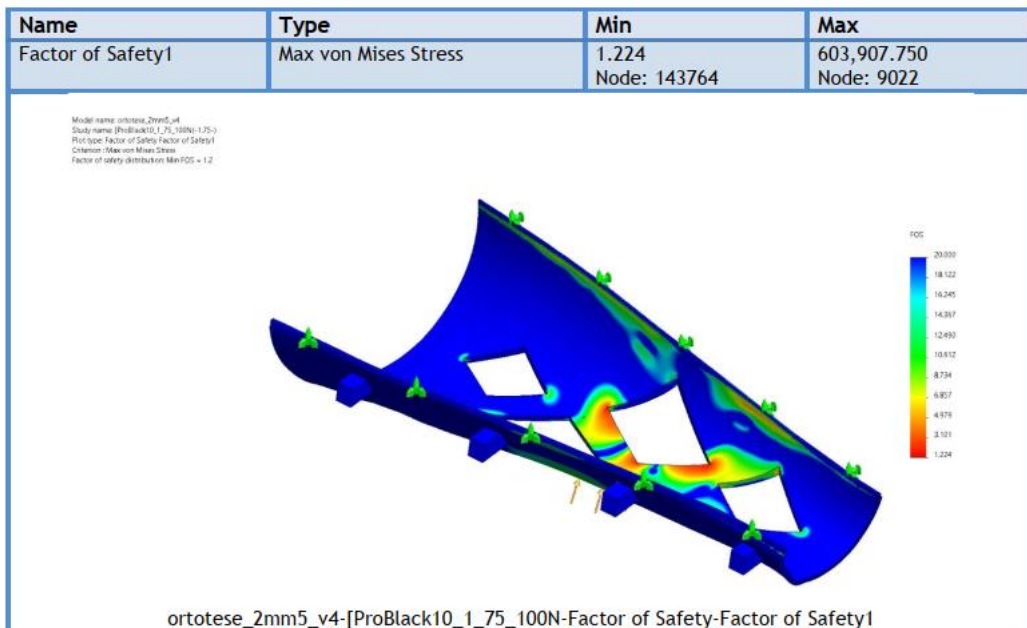 Name Type Min Max
Factor of Safety1 Max von Mises Stress 1.224 603,907.750
Node: 143764 Node: 9022
Model name: ortotese_2mm5_v4
Study name: [ProBlack10_1_75_100N(-1.75-)
Plot type: Factor of Safety Factor of Safety1
Criterion : Max von Mises Stress
Factor of safety distribution: Min FOS = 1.2
FOS
20.000
18.122
16.245
14.367
12.490
10.612
8.734
6.857
4.979
3.101
1.224
ortotese_2mm5_v4-[ProBlack10_1_75_100N-Factor of Safety-Factor of Safety1